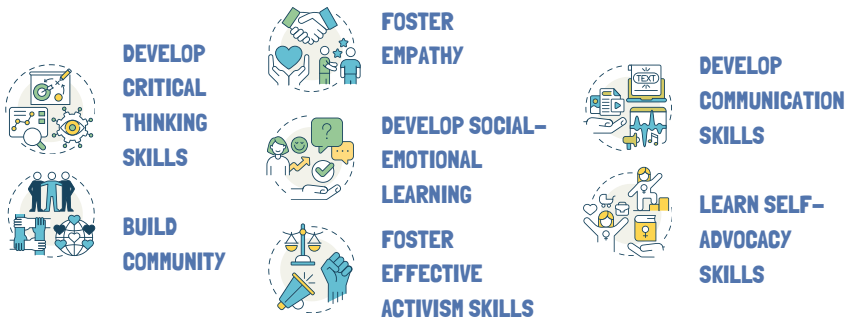 DEVELOP
CRITICAL
THINKING
SKILLS
BUILD
COMMUNITY
FOSTER
EMPATHY
?
DEVELOP SOCIAL-
EMOTIONAL
LEARNING
FOSTER
EFFECTIVE
ACTIVISM SKILLS
TEXT
DEVELOP
COMMUNICATION
SKILLS
LEARN SELF-
ADVOCACY
SKILLS